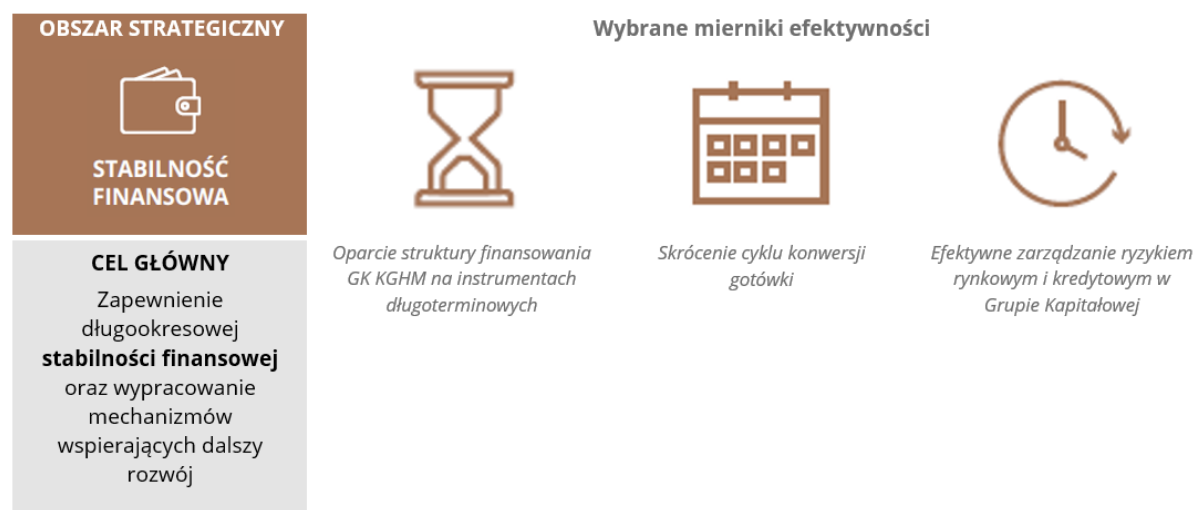 OBSZAR STRATEGICZNY
STABILNOŚĆ
FINANSOWA
CEL GŁÓWNY
Zapewnienie
długookresowej
stabilności finansowej
oraz wypracowanie
mechanizmów
wspierających dalszy
rozwój
Wybrane mierniki efektywności
Oparcie struktury finansowania
GK KGHM na instrumentach
długoterminowych
Skrócenie cyklu konwersji
gotówki
Efektywne zarządzanie ryzykiem
rynkowym i kredytowym w
Grupie Kapitałowej